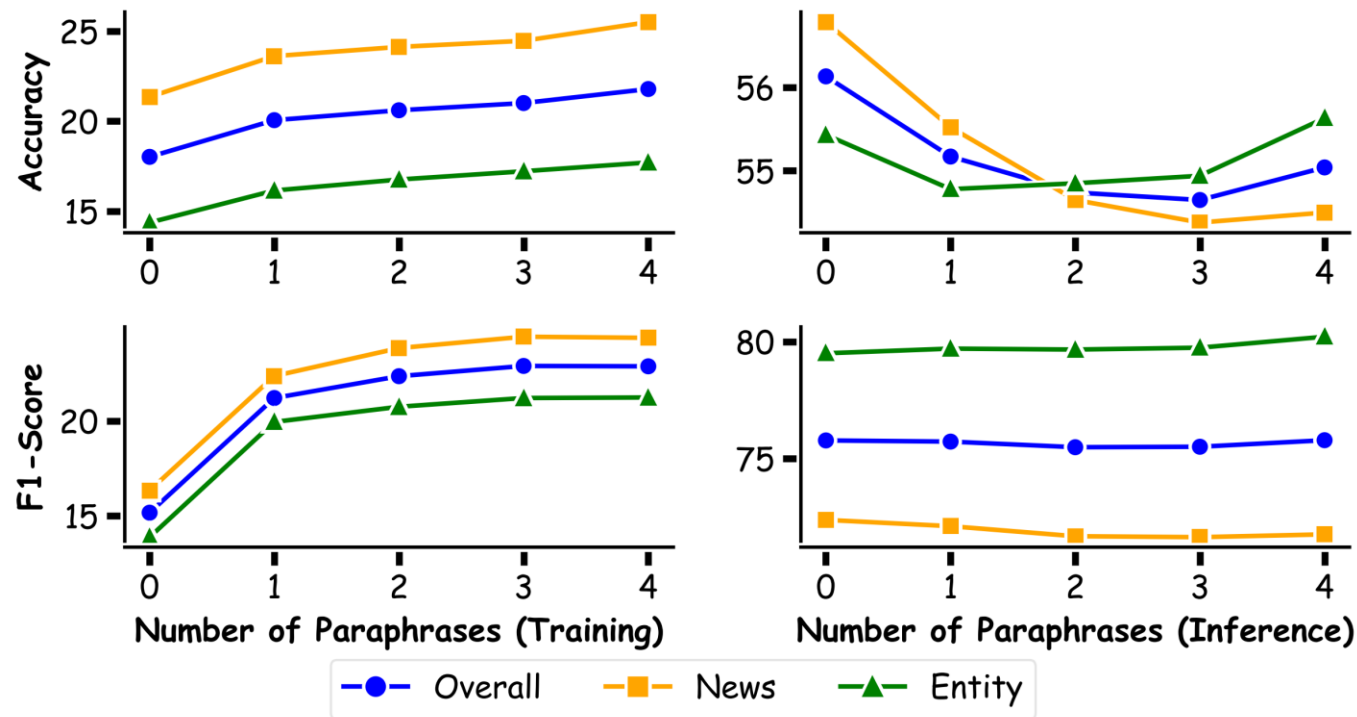 Accuracy
25
20
15
0 1 2 3 4
56
55
0 1 2 3 4
F1-Score
20
15
0 1 2 3 4
Number of Paraphrases (Training)
80
75
0 1 2 3 4
Number of Paraphrases (Inference)
Overall News Entity